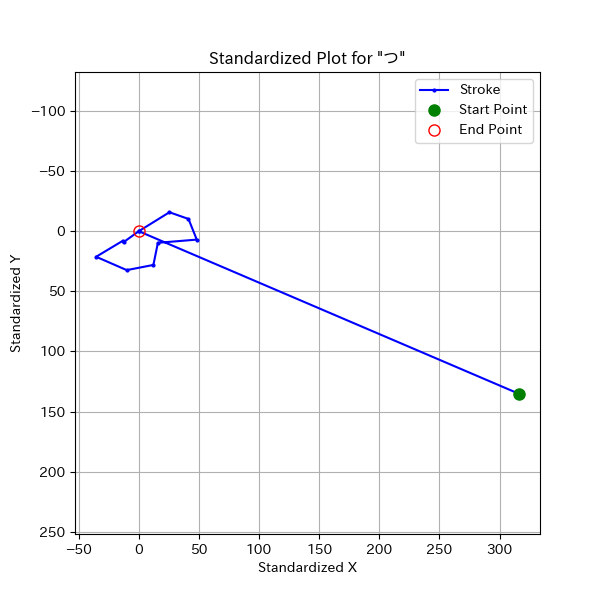 Standardized Plot for "つ"
Stroke
Start Point
End Point
Standardized Y
−100
−50
0
50
100
150
200
250
−50 0 50 100 150 200 250 300
Standardized X